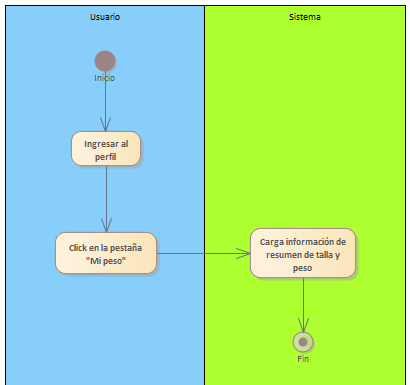 Usuario
Sistema
Inicio
Ingresar al
perfil
Click en la pestaña
"Mi peso"
Carga información de
resumen de talla y
peso
Fin